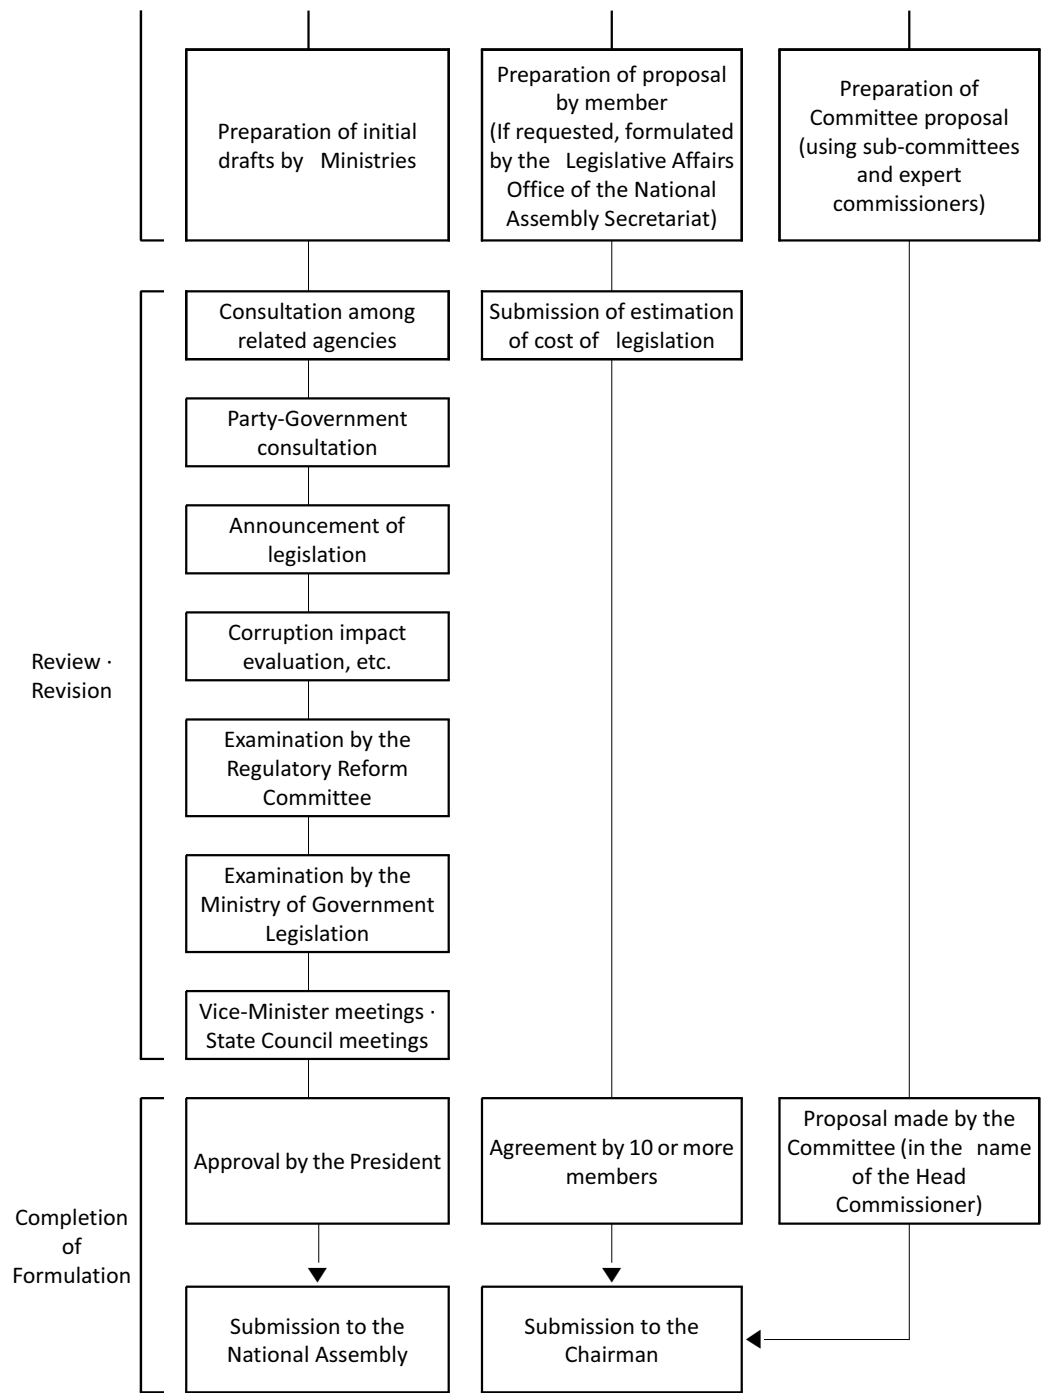 Preparation of initial
drafts by Ministries
Preparation of proposal
by member
(If requested, formulated
by the Legislative Affairs
Office of the National
Assembly Secretariat)
Preparation of
Committee proposal
(using sub-committees
and expert
commissioners)
Review ·
Revision
Consultation among
related agencies
Submission of estimation
of cost of legislation
Party-Government
consultation
Announcement of
legislation
Corruption impact
evaluation, etc.
Examination by the
Regulatory Reform
Committee
Examination by the
Ministry of Government
Legislation
Vice-Minister meetings ·
State Council meetings
Completion
of
Formulation
Approval by the President
Agreement by 10 or more
members
Proposal made by the
Committee (in the name
of the Head
Commissioner)
Submission to the
National Assembly
Submission to the
Chairman